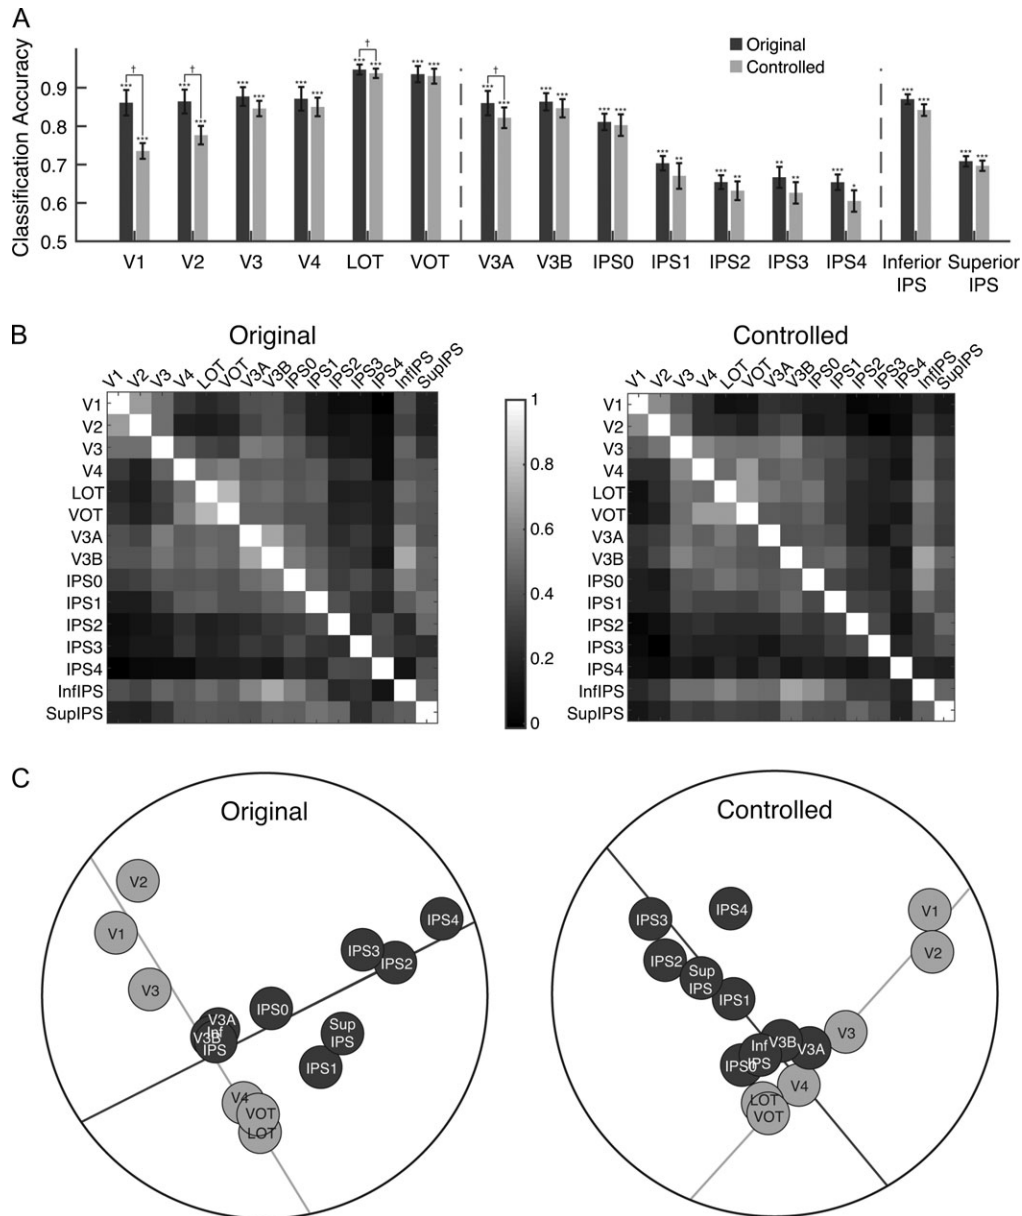 A
Classification Accuracy
0.9
0.8
0.7
0.6
0.5
*** † ***
*** † ***
*** ***
*** ***
*** † ***
*** ***
*** † ***
*** ***
*** ***
*** **
*** **
** **
*** *
*** ***
*** ***
Original
Controlled
V1 V2 V3 V4 LOT VOT V3A V3B IPS0 IPS1 IPS2 IPS3 IPS4 Inferior Superior
IPS IPS
B
Original
V1 V2 V3 V4 LOT VOT V3A V3B IPS0 IPS1 IPS2 IPS3 IPS4 InfIPS SupIPS
V1
V2
V3
V4
LOT
VOT
V3A
V3B
IPS0
IPS1
IPS2
IPS3
IPS4
InfIPS
SupIPS
1
0.8
0.6
0.4
0.2
0
Controlled
V1 V2 V3 V4 LOT VOT V3A V3B IPS0 IPS1 IPS2 IPS3 IPS4 InfIPS SupIPS
V1
V2
V3
V4
LOT
VOT
V3A
V3B
IPS0
IPS1
IPS2
IPS3
IPS4
InfIPS
SupIPS
C
Original
V2
V1
V3
IPS4
IPS3
IPS2
IPS0
V3A
V3B
Inf
IPS
Sup
IPS
IPS1
V4
VOT
LOT
Controlled
IPS3
IPS4
V1
IPS2
V2
Sup
IPS
IPS1
V3
V3B
V3A
Inf
IPS
IPS0
V4
LOT
VOT